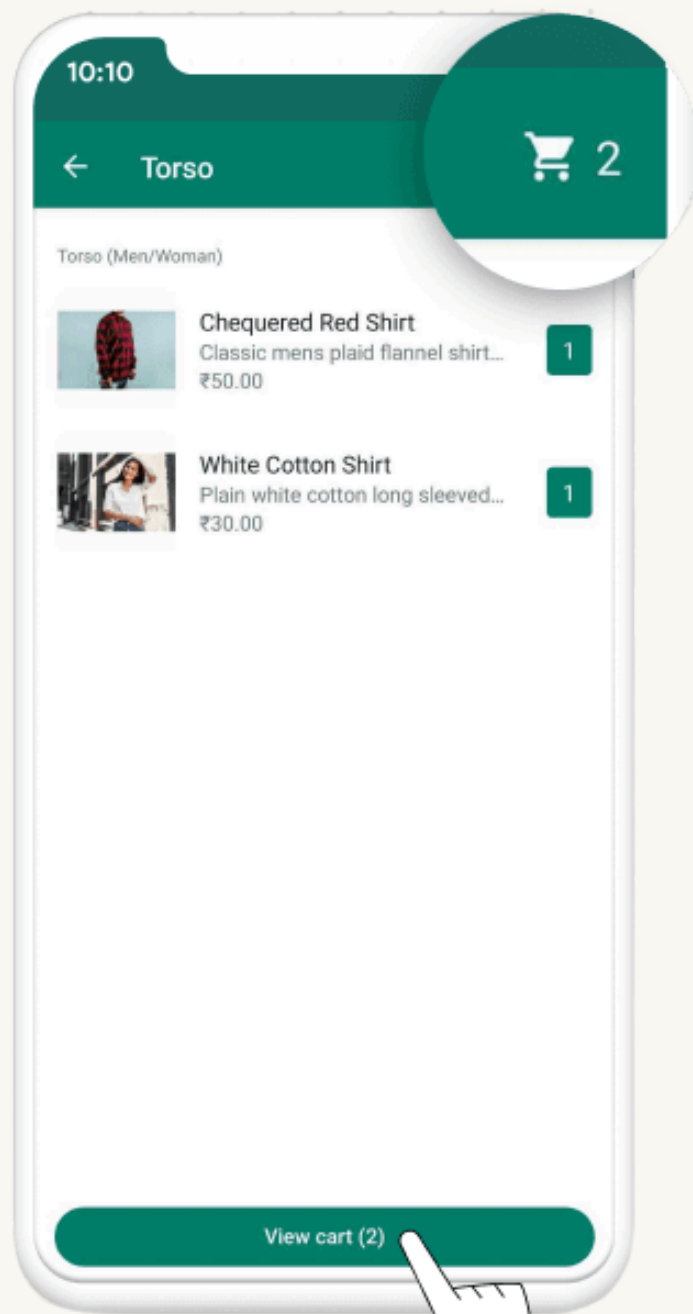 10:10
← Torso
2
Torso (Men/Woman)
Chequered Red Shirt
Classic mens plaid flannel shirt...
₹50.00
1
White Cotton Shirt
Plain white cotton long sleeved...
₹30.00
1
View cart (2)